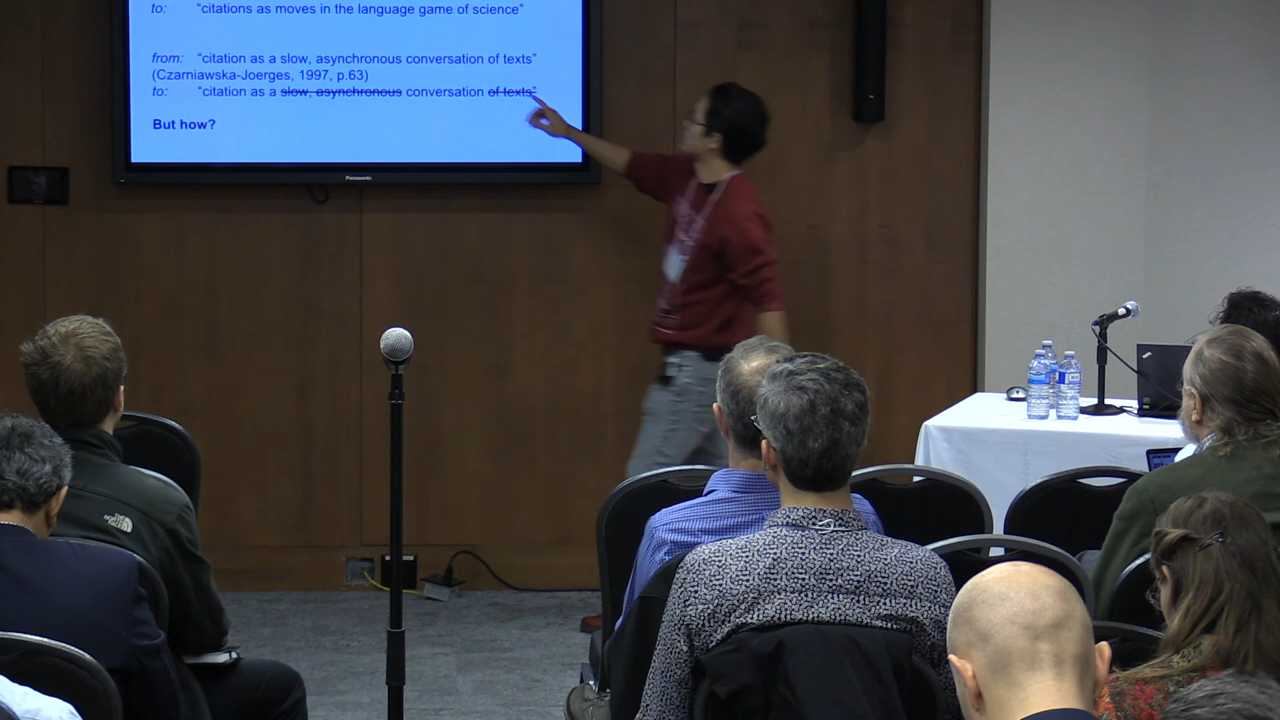 to: "citations as moves in the language game of science"
from: "citation as a slow, asynchronous conversation of texts"
(Czarniawska-Joerges, 1997, p.63)
to: "citation as a slow, asynchronous conversation of texts"
But how?
Panasonic
THE NORTH FACE